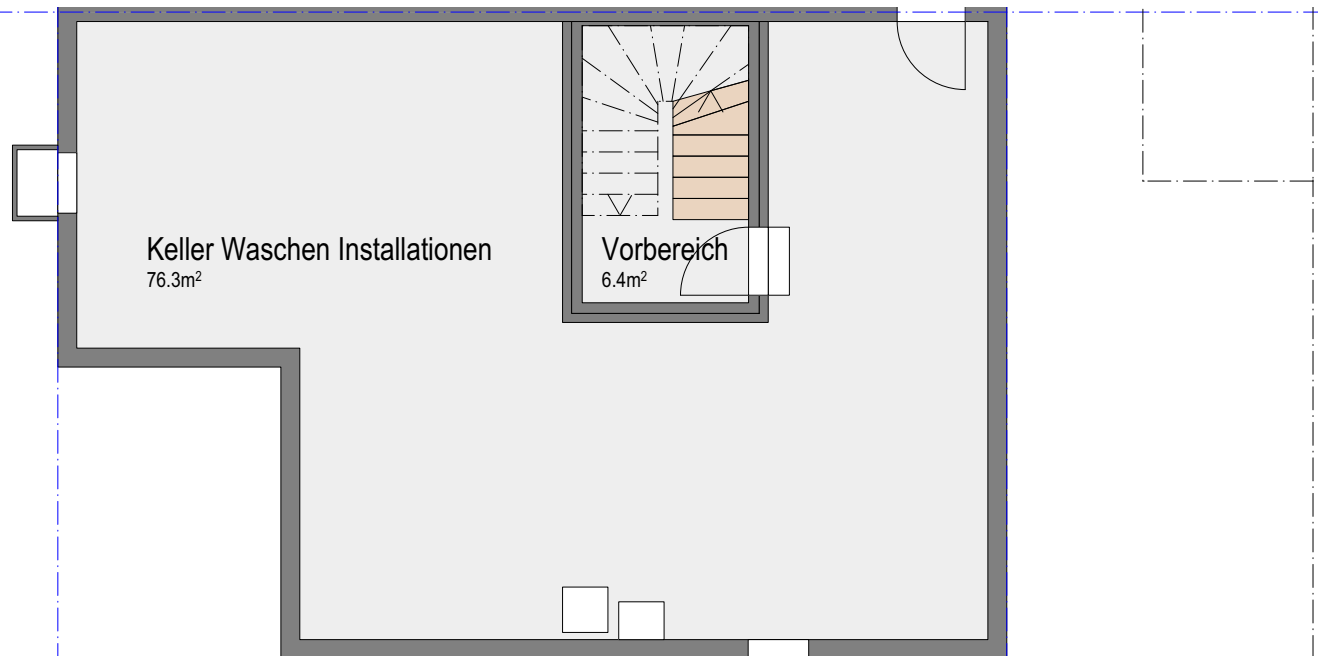 Keller Waschen Installationen
76.3m²
Vorbereich
6.4m²